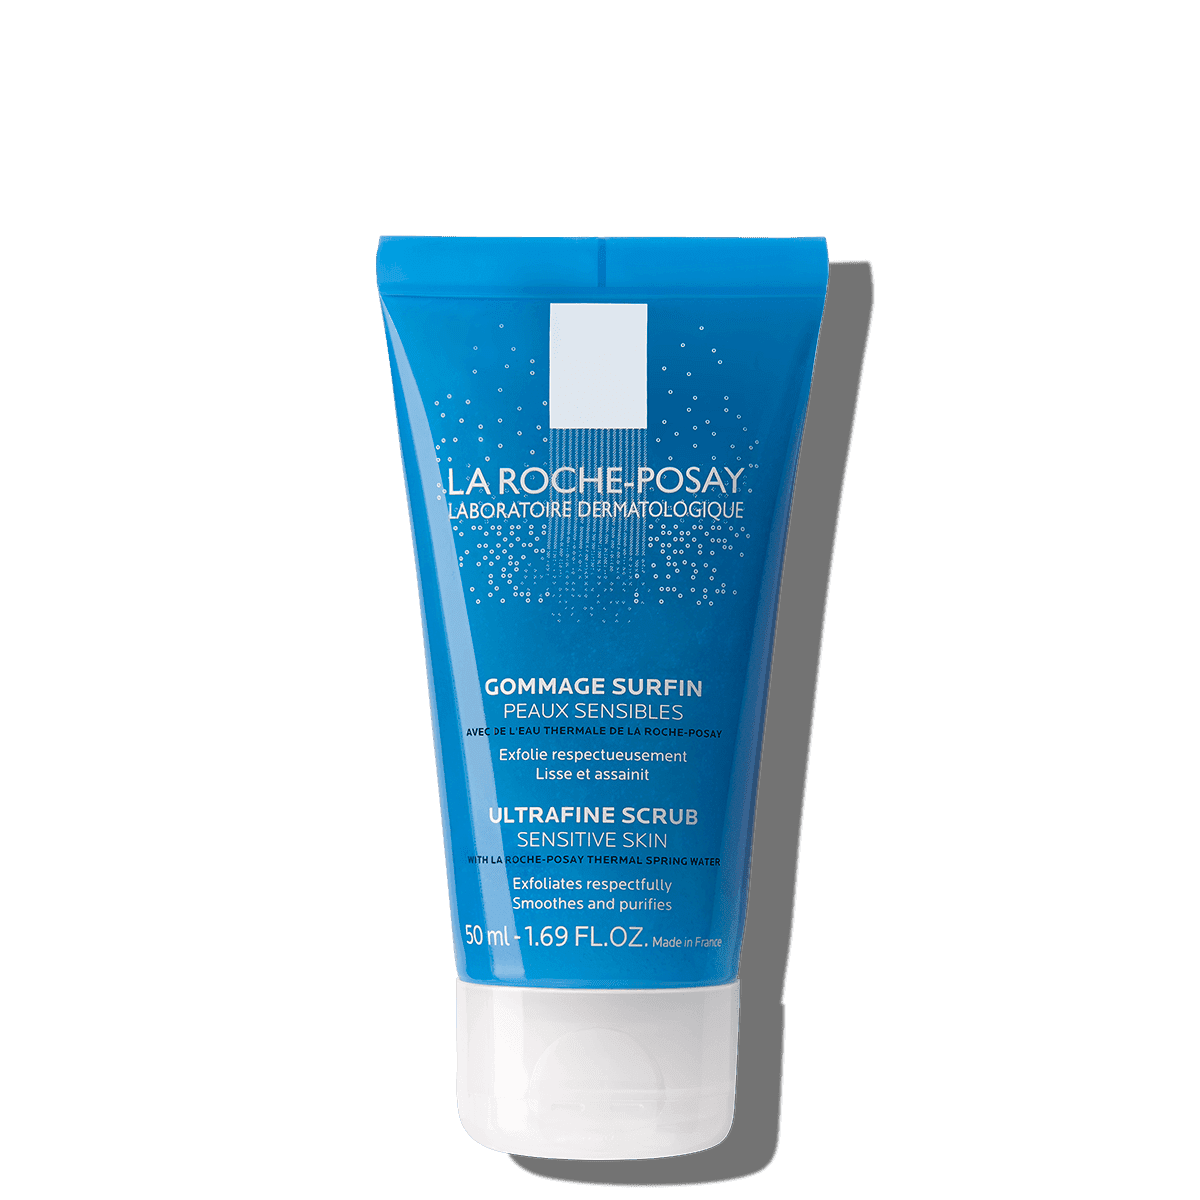 LA ROCHE-POSAY
LABORATOIRE DERMATOLOGIQUE
GOMMAGE SURFIN
PEAUX SENSIBLES
AVEC DE L'EAU THERMALE DE LA ROCHE-POSAY
Exfolie respectueusement
Lisse et assainit
ULTRAFINE SCRUB
SENSITIVE SKIN
WITH LA ROCHE-POSAY THERMAL SPRING WATER
Exfoliates respectfully
Smoothes and purifies
50 ml - 1.69 FL.OZ. Made in France